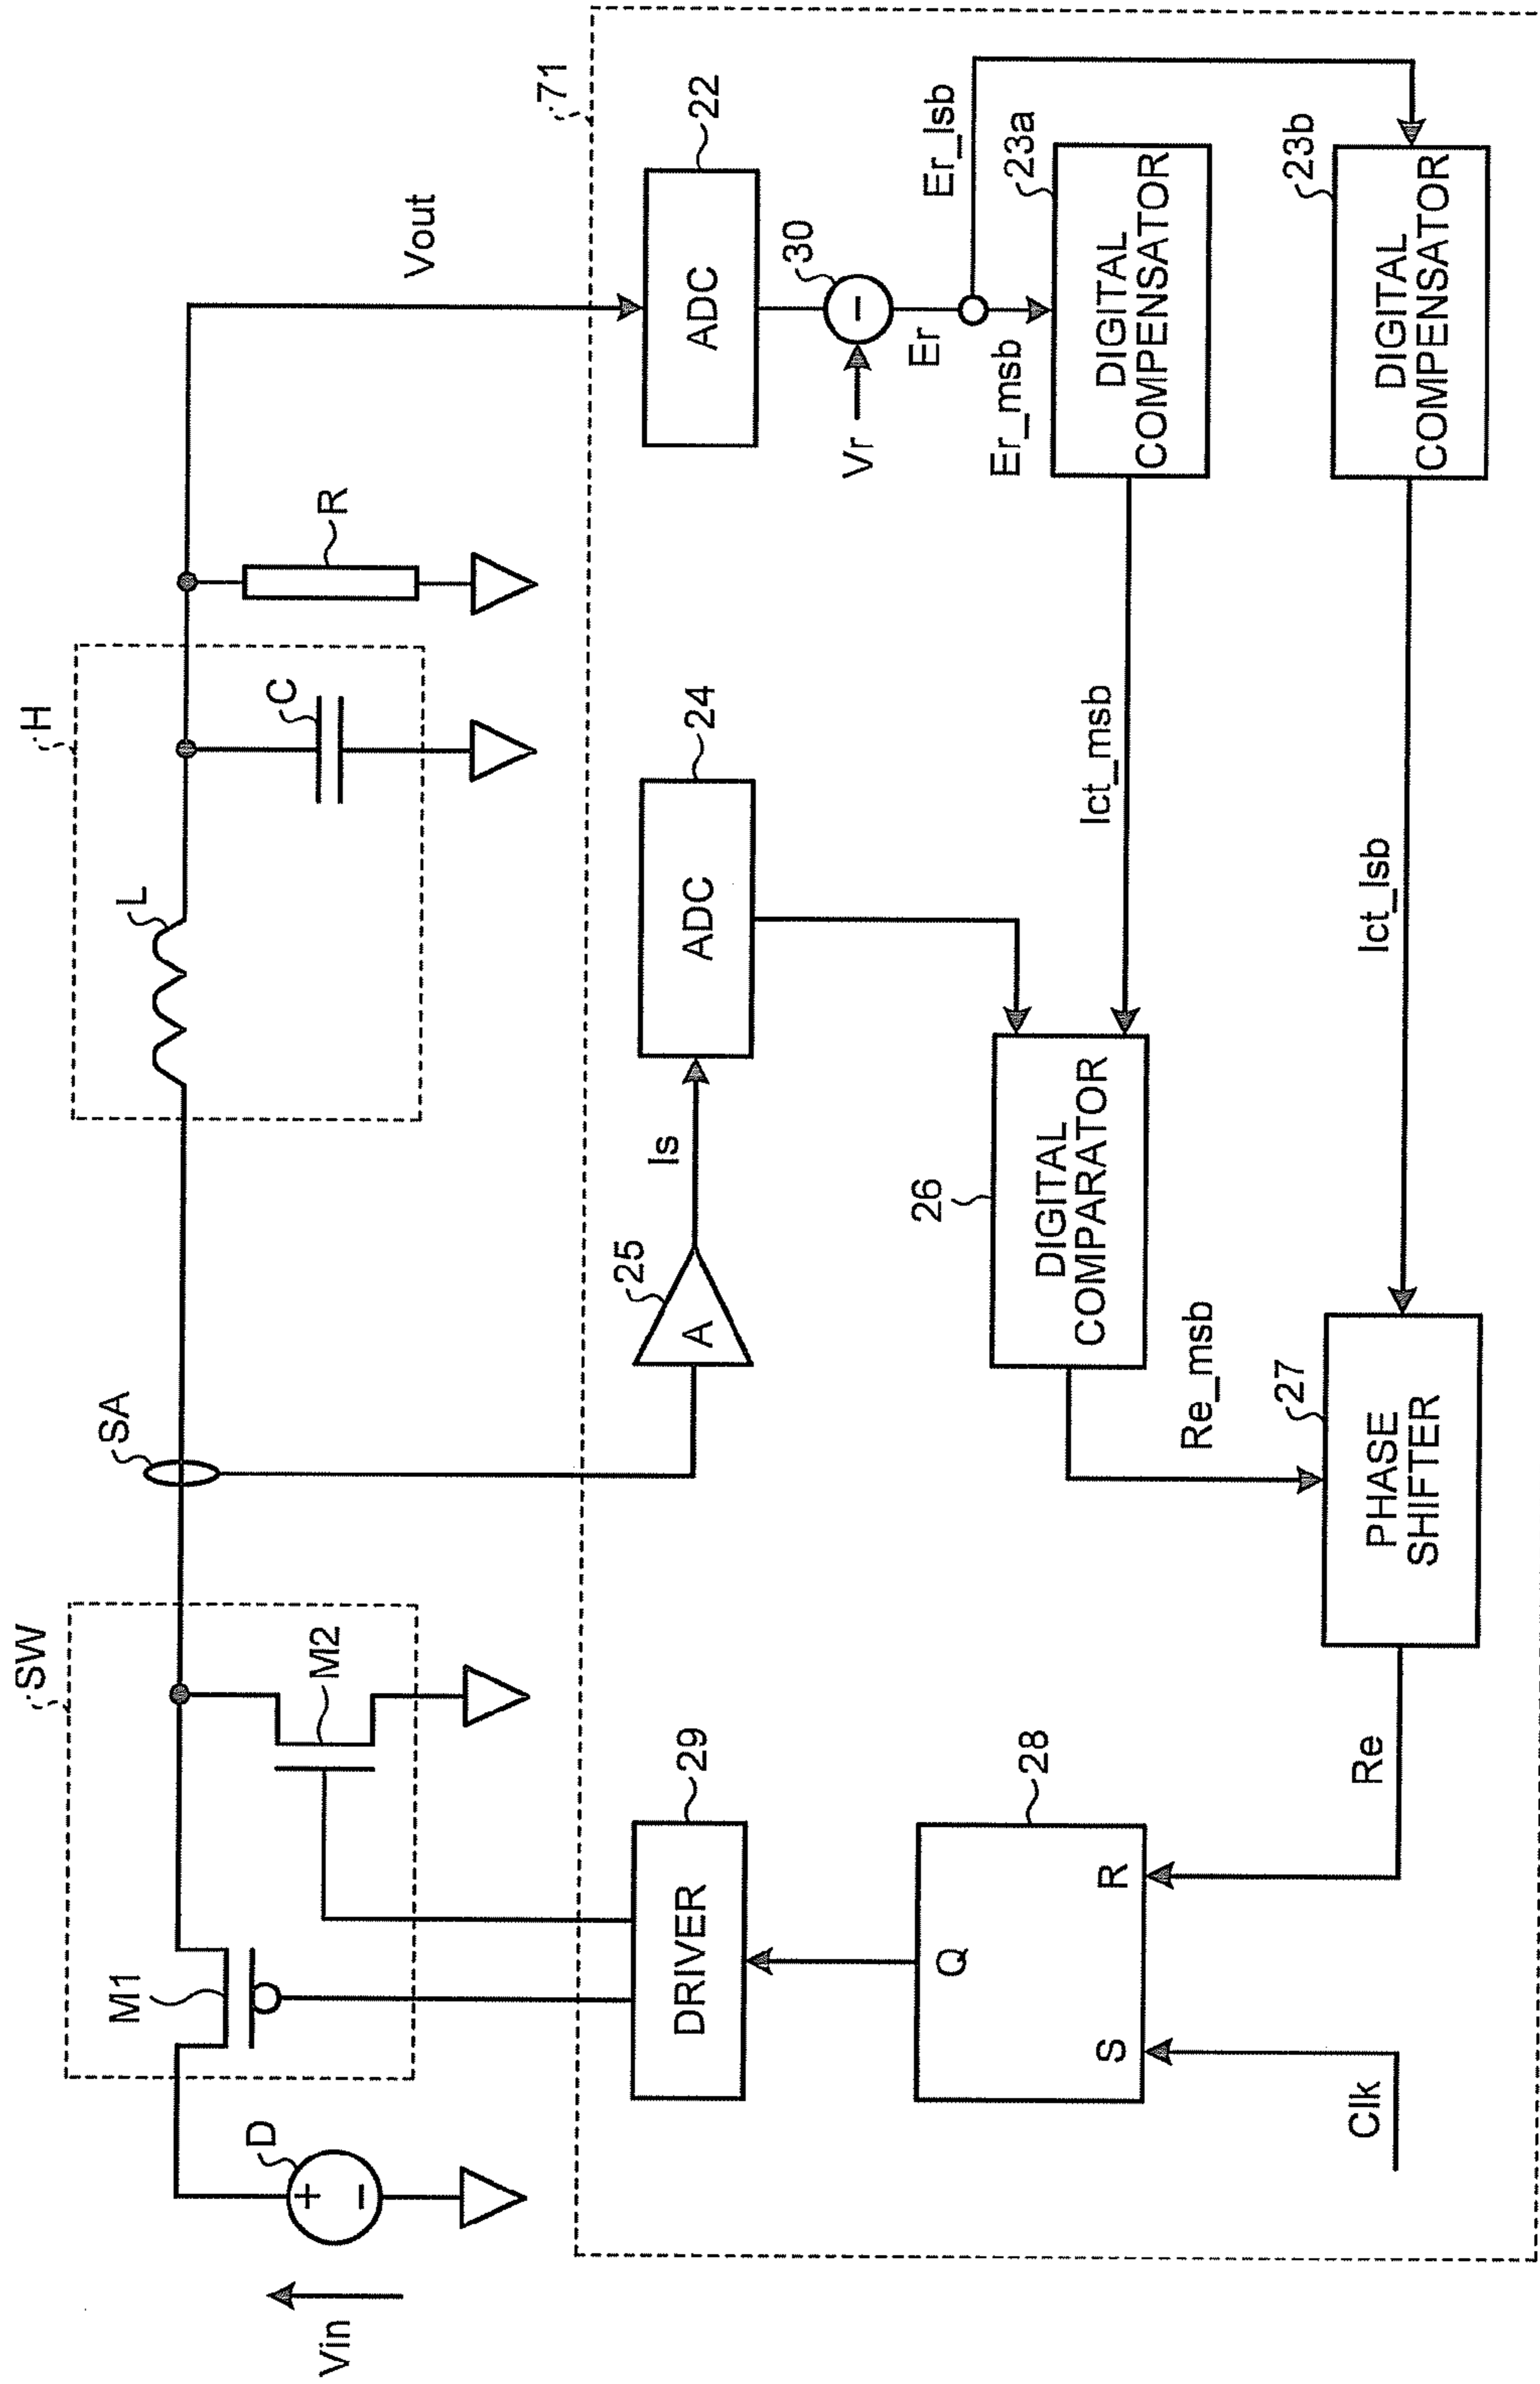 Vin
D
+
−
SW
M1
M2
SA
H
L
C
R
Vout
71
DRIVER
29
25
A
Is
ADC
24
ADC
22
Vr
−
30
Er
Er_msb
Er_lsb
Q
S
R
28
Clk
Re
26
DIGITAL
COMPARATOR
Re_msb
Ict_msb
DIGITAL
COMPENSATOR
23a
27
PHASE
SHIFTER
Ict_lsb
DIGITAL
COMPENSATOR
23b